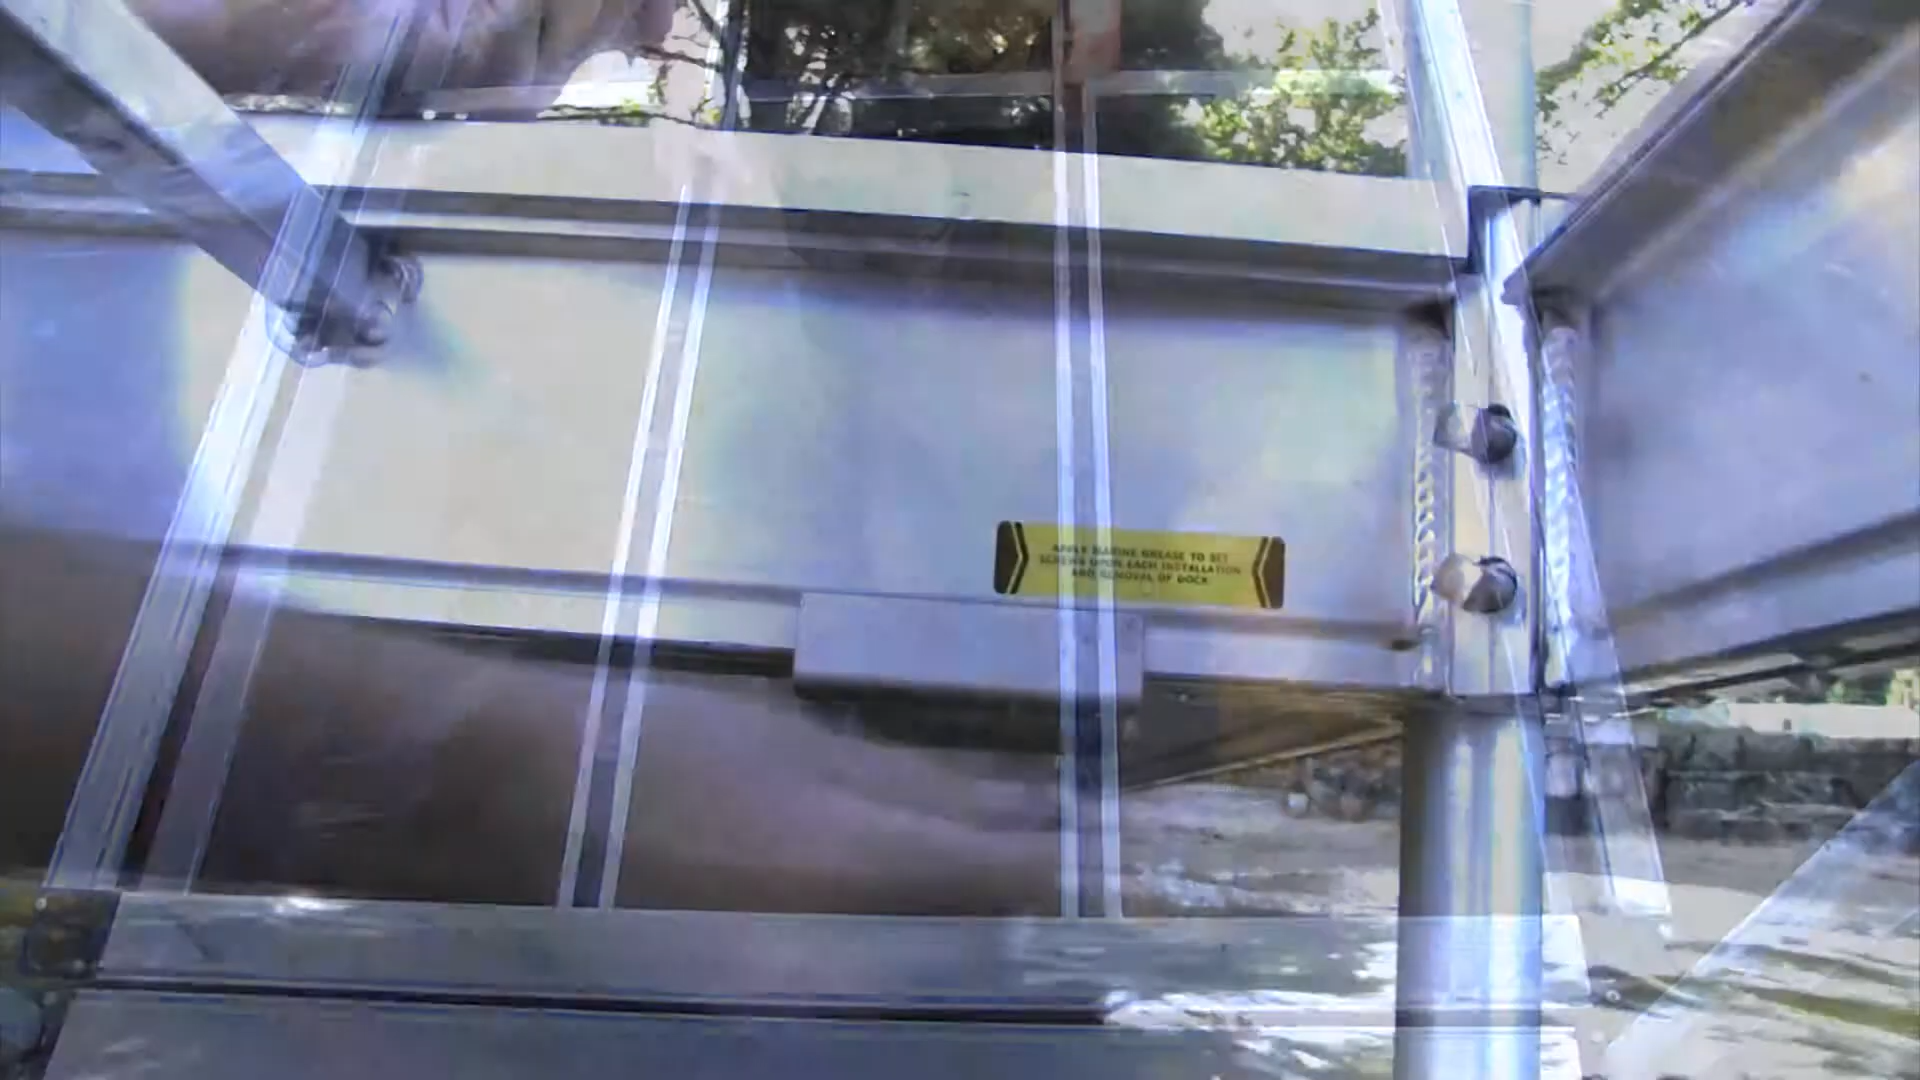 APPLY MARINE GREASE TO SET
SCREWS UPON EACH INSTALLATION
AND REMOVAL OF DOCK